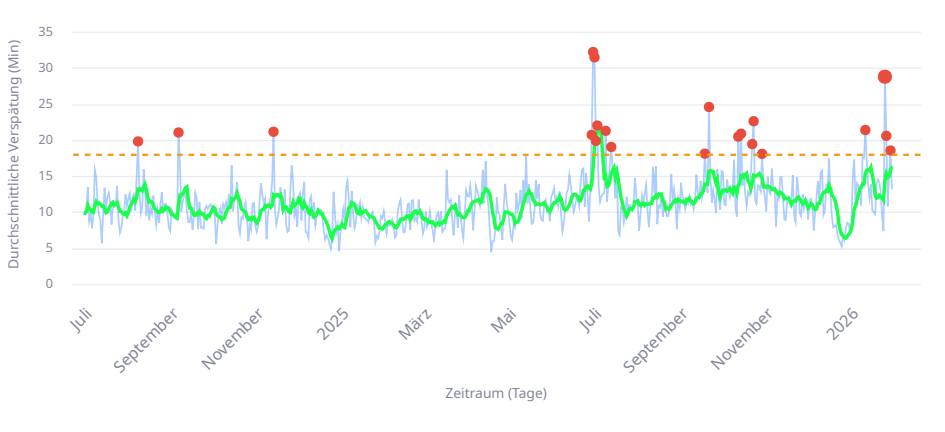 Durchschnittliche Verspätung (Min)
35
30
25
20
15
10
5
0
Juli
September
November
2025
März
Mai
Juli
September
November
2026
Zeitraum (Tage)